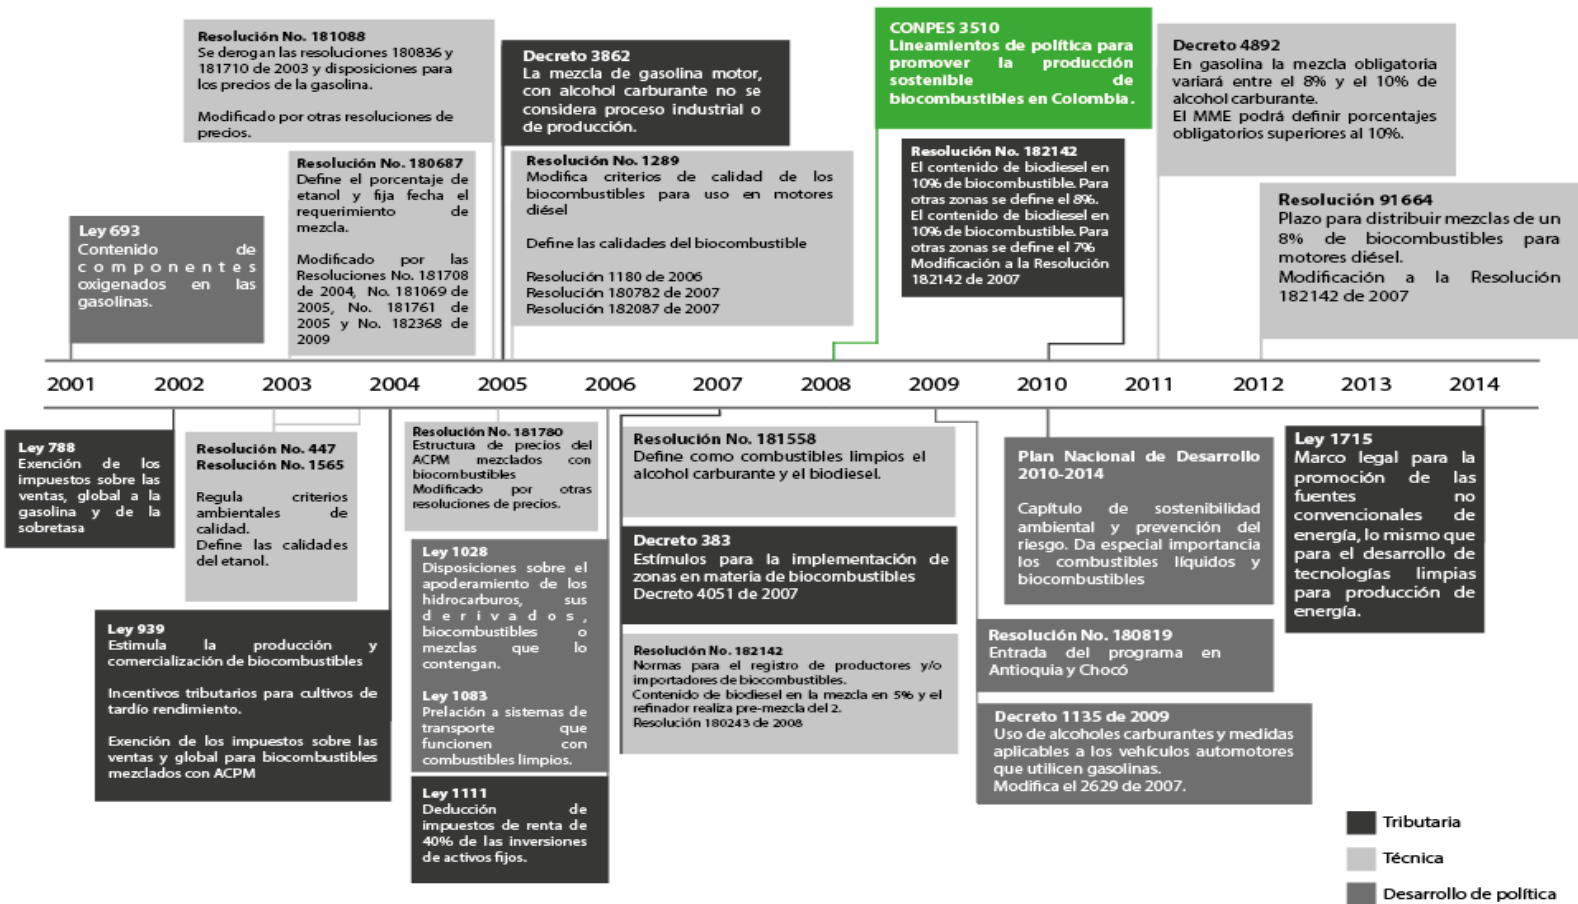 Resolución No. 181088
Se derogan las resoluciones 180836 y
181710 de 2003 y disposiciones para
los precios de la gasolina.
Modificado por otras resoluciones de
precios.
Decreto 3862
La mezcla de gasolina motor,
con alcohol carburante no se
considera proceso industrial o
de producción.
CONPES 3510
Lineamientos de política para
promover la producción
sostenible de
biocombustibles en Colombia.
Decreto 4892
En gasolina la mezcla obligatoria
variará entre el 8% y el 10% de
alcohol carburante.
El MME podrá definir porcentajes
obligatorios superiores al 10%.
Ley 693
Contenido de
componentes
oxigenados en las
gasolinas.
Resolución No. 180687
Define el porcentaje de
etanol y fija fecha el
requerimiento de
mezcla.
Modificado por las
Resoluciones No. 181708
de 2004, No. 181069 de
2005, No. 181761 de
2005 y No. 182368 de
2009
Resolución No. 1289
Modifica criterios de calidad de los
biocombustibles para uso en motores
diésel
Define las calidades del biocombustible
Resolución 1180 de 2006
Resolución 180782 de 2007
Resolución 182087 de 2007
Resolución No. 182142
El contenido de biodiesel en
10% de biocombustible. Para
otras zonas se define el 8%.
El contenido de biodiesel en
10% de biocombustible. Para
otras zonas se define el 7%
Modificación a la Resolución
182142 de 2007
Resolución 91664
Plazo para distribuir mezclas de un
8% de biocombustibles para
motores diésel.
Modificación a la Resolución
182142 de 2007
2001 2002 2003 2004 2005 2006 2007 2008 2009 2010 2011 2012 2013 2014
Ley 788
Exención de los
impuestos sobre las
ventas, global a la
gasolina y de la
sobretasa
Resolución No. 447
Resolución No. 1565
Regula criterios
ambientales de
calidad.
Define las calidades
del etanol.
Ley 939
Estimula la producción y
comercialización de biocombustibles
Incentivos tributarios para cultivos de
tardío rendimiento.
Exención de los impuestos sobre las
ventas y global para biocombustibles
mezclados con ACPM
Resolución No. 181780
Estructura de precios del
ACPM mezclados con
biocombustibles
Modificado por otras
resoluciones de precios.
Ley 1028
Disposiciones sobre el
apoderamiento de los
hidrocarburos, sus
derivados,
biocombustibles o
mezclas que lo
contengan.
Ley 1083
Prelación a sistemas de
transporte que
funcionen con
combustibles limpios.
Ley 1111
Deducción de
impuestos de renta de
40% de las inversiones
de activos fijos.
Resolución No. 181558
Define como combustibles limpios el
alcohol carburante y el biodiesel.
Decreto 383
Estímulos para la implementación de
zonas en materia de biocombustibles
Decreto 4051 de 2007
Resolución No. 182142
Normas para el registro de productores y/o
importadores de biocombustibles.
Contenido de biodiesel en la mezcla en 5% y el
refinador realiza pre-mezcla del 2.
Resolución 180243 de 2008
Plan Nacional de Desarrollo
2010-2014
Capítulo de sostenibilidad
ambiental y prevención del
riesgo. Da especial importancia
los combustibles líquidos y
biocombustibles
Resolución No. 180819
Entrada del programa en
Antioquia y Chocó
Decreto 1135 de 2009
Uso de alcoholes carburantes y medidas
aplicables a los vehículos automotores
que utilicen gasolinas.
Modifica el 2629 de 2007.
Ley 1715
Marco legal para la
promoción de las
fuentes no
convencionales de
energía, lo mismo que
para el desarrollo de
tecnologías limpias
para producción de
energía.
Tributaria
Técnica
Desarrollo de política